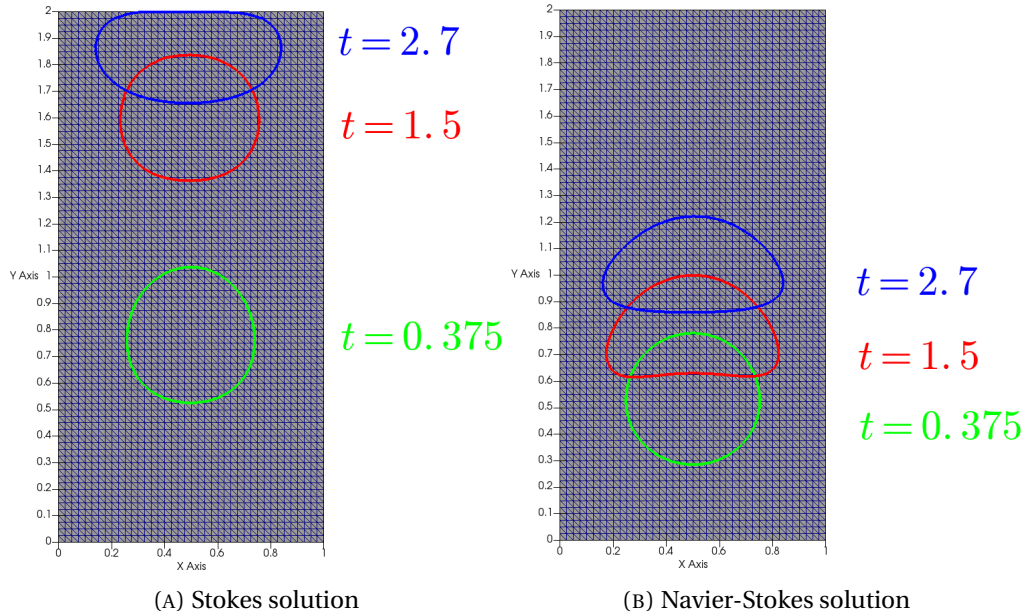 2
1.9
1.8
1.7
1.6
1.5
1.4
1.3
1.2
1.1
Y Axis 1
0.9
0.8
0.7
0.6
0.5
0.4
0.3
0.2
0.1
0
0 0.2 0.4 0.6 0.8 1
X Axis
t = 2.7
t = 1.5
t = 0.375
(A) Stokes solution
2
1.9
1.8
1.7
1.6
1.5
1.4
1.3
1.2
1.1
Y Axis 1
0.9
0.8
0.7
0.6
0.5
0.4
0.3
0.2
0.1
0
0 0.2 0.4 0.6 0.8 1
X Axis
t = 2.7
t = 1.5
t = 0.375
(B) Navier-Stokes solution